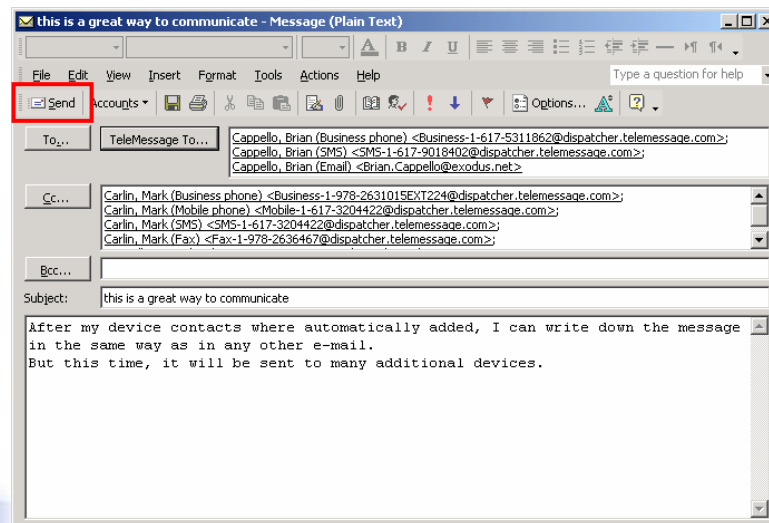 this is a great way to communicate - Message (Plain Text)
A B I U
File Edit View Insert Format Tools Actions Help Type a question for help
Send Accounts Options...
To... TeleMessage To... Cappello, Brian (Business phone) <Business-1-617-5311862@dispatcher.telemessage.com>;
Cappello, Brian (SMS) <SMS-1-617-9018402@dispatcher.telemessage.com>;
Cappello, Brian (Email) <Brian.Cappello@exodus.net>
Cc... Carlin, Mark (Business phone) <Business-1-978-2631015EXT224@dispatcher.telemessage.com>;
Carlin, Mark (Mobile phone) <Mobile-1-617-3204422@dispatcher.telemessage.com>;
Carlin, Mark (SMS) <SMS-1-617-3204422@dispatcher.telemessage.com>;
Carlin, Mark (Fax) <Fax-1-978-2636467@dispatcher.telemessage.com>;
Bcc...
Subject: this is a great way to communicate
After my device contacts where automatically added, I can write down the message
in the same way as in any other e-mail.
But this time, it will be sent to many additional devices.